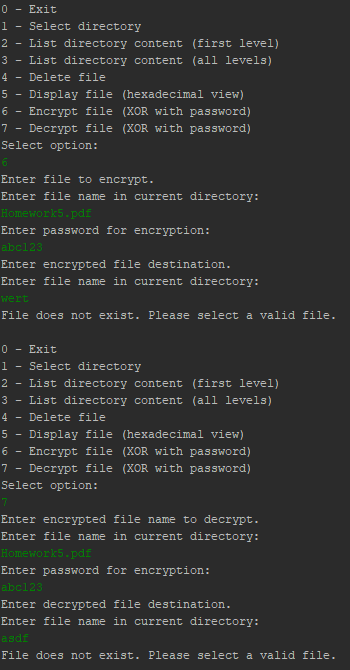 0 - Exit
1 - Select directory
2 - List directory content (first level)
3 - List directory content (all levels)
4 - Delete file
5 - Display file (hexadecimal view)
6 - Encrypt file (XOR with password)
7 - Decrypt file (XOR with password)
Select option:
6
Enter file to encrypt.
Enter file name in current directory:
Homework5.pdf
Enter password for encryption:
abc123
Enter encrypted file destination.
Enter file name in current directory:
wert
File does not exist. Please select a valid file.

0 - Exit
1 - Select directory
2 - List directory content (first level)
3 - List directory content (all levels)
4 - Delete file
5 - Display file (hexadecimal view)
6 - Encrypt file (XOR with password)
7 - Decrypt file (XOR with password)
Select option:
7
Enter encrypted file name to decrypt.
Enter file name in current directory:
Homework5.pdf
Enter password for encryption:
abc123
Enter decrypted file destination.
Enter file name in current directory:
asdf
File does not exist. Please select a valid file.